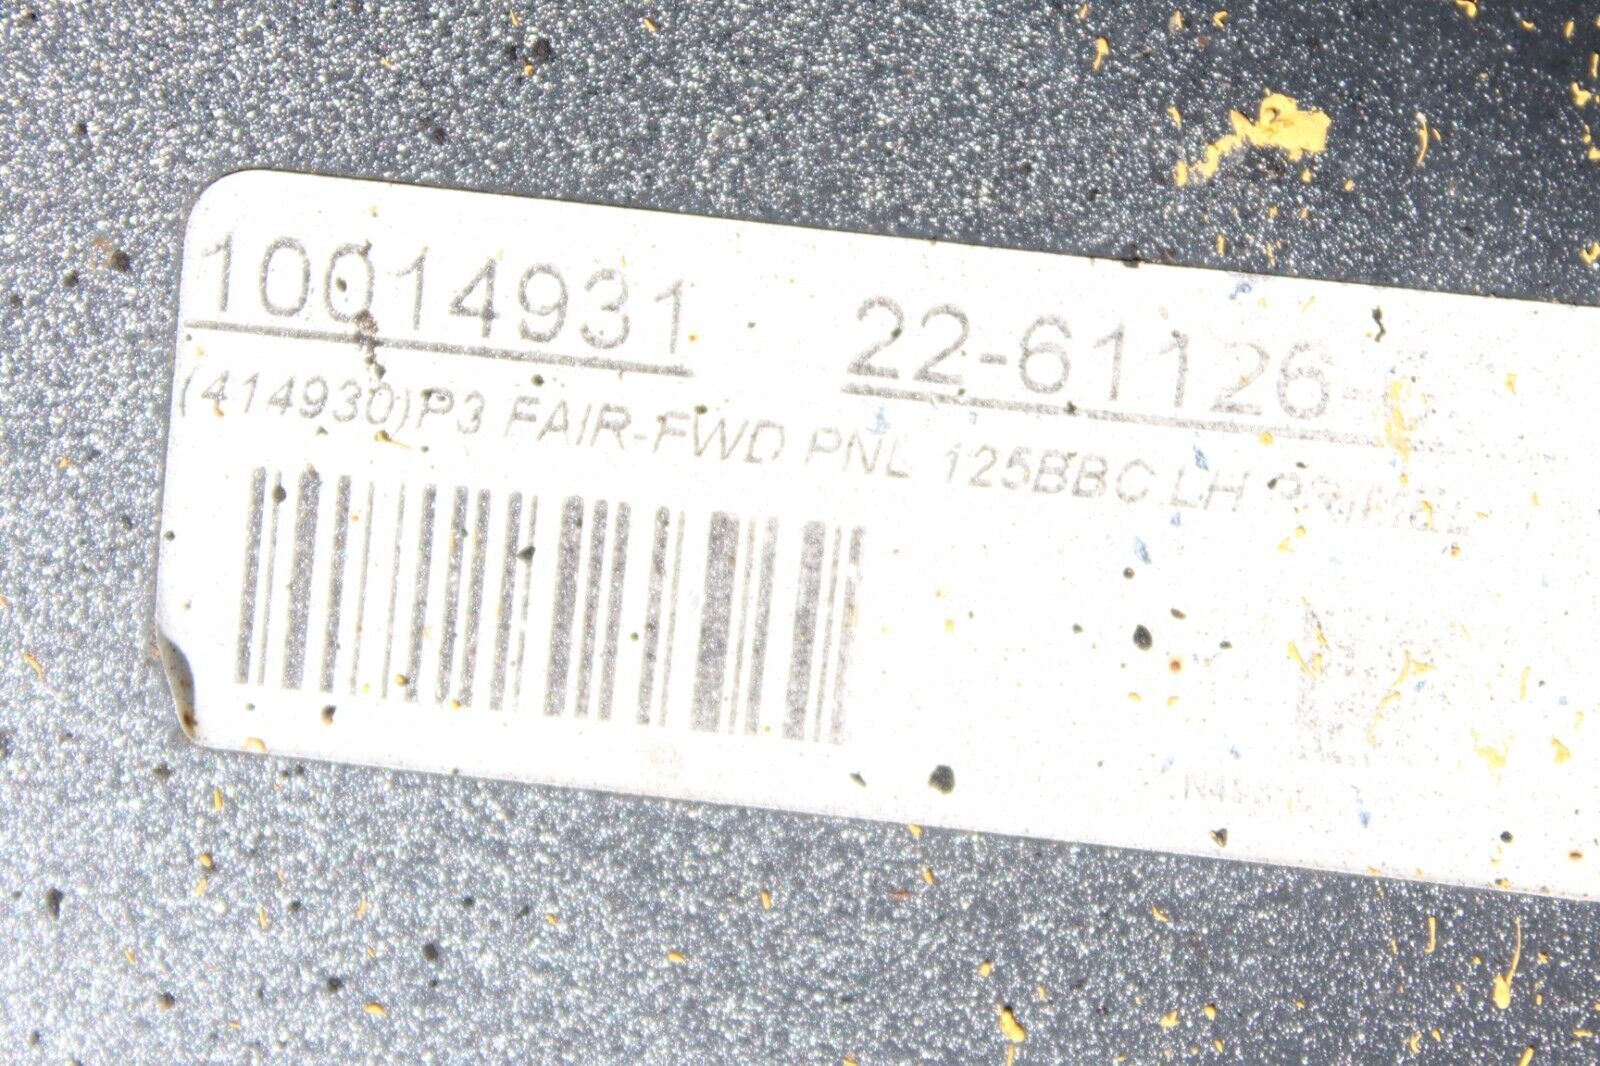 10014931 22-61126-
(414930)P3 FAIR-FWD PNL 125BBC LH